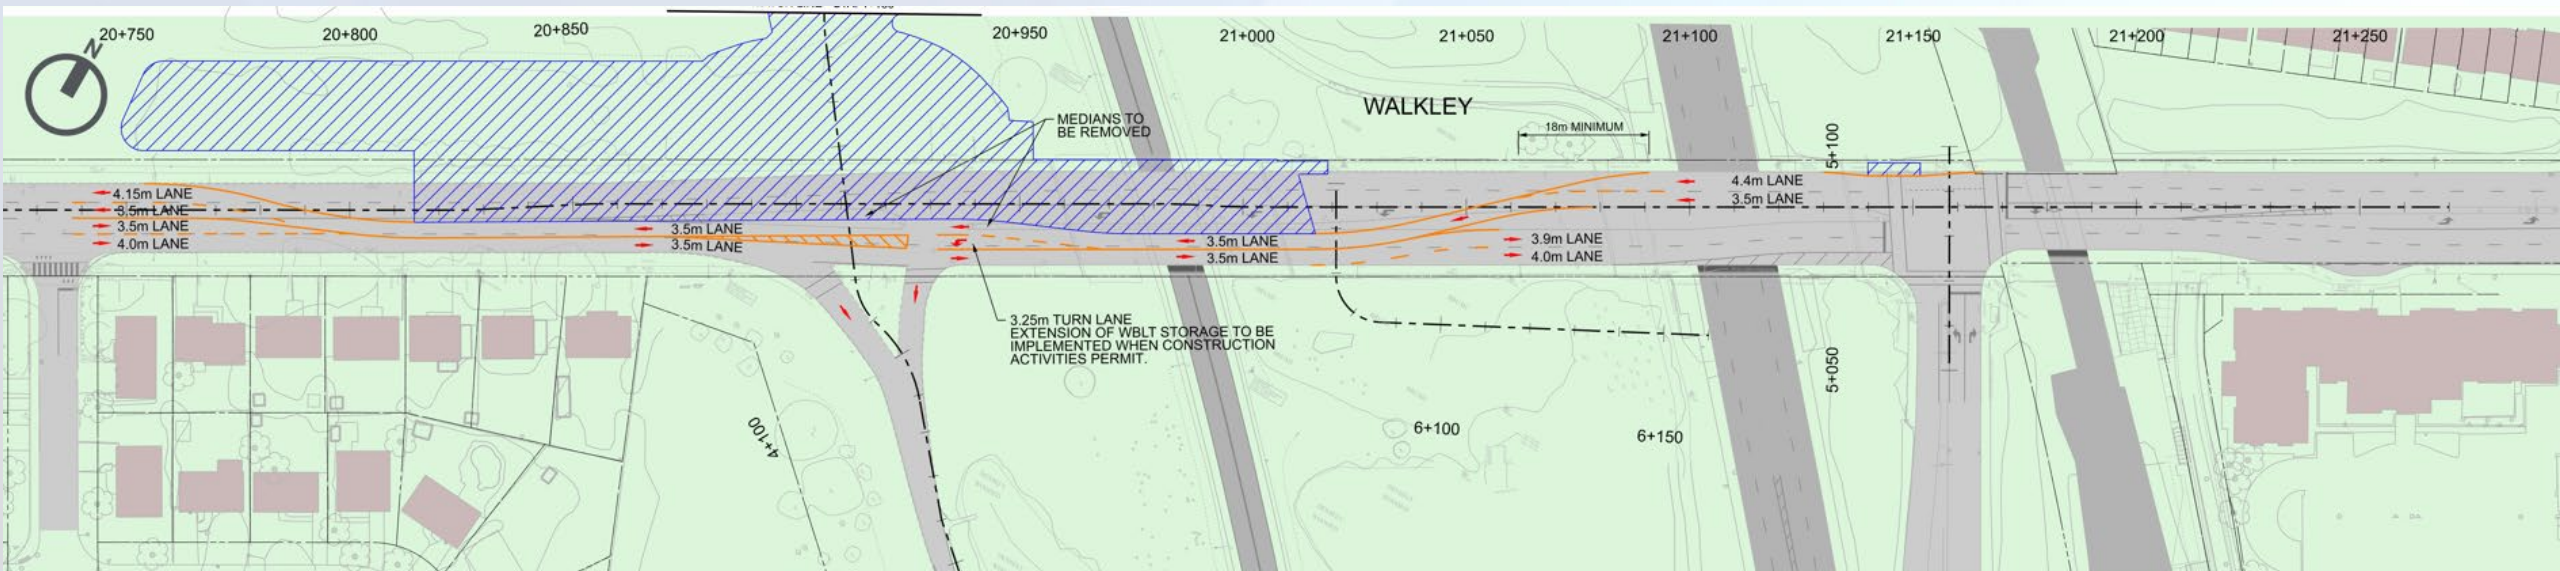 20+750
20+800
20+850
20+950
21+000
21+050
21+100
21+150
21+200
21+250
N
WALKLEY
MEDIANS TO
BE REMOVED
18m MINIMUM
5+100
4.15m LANE
3.5m LANE
3.5m LANE
4.0m LANE
3.5m LANE
3.5m LANE
3.5m LANE
3.5m LANE
4.4m LANE
3.5m LANE
3.9m LANE
4.0m LANE
3.25m TURN LANE
EXTENSION OF WBLT STORAGE TO BE
IMPLEMENTED WHEN CONSTRUCTION
ACTIVITIES PERMIT.
5+050
4+100
6+100
6+150